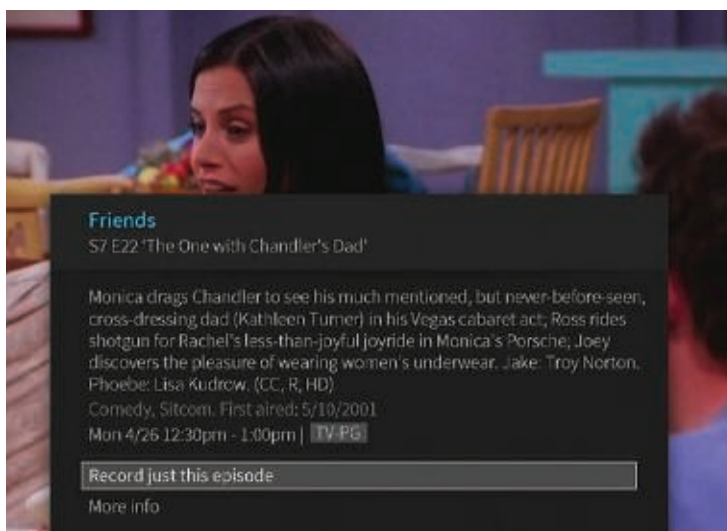 Friends
S7 E22 'The One with Chandler's Dad'
Monica drags Chandler to see his much mentioned, but never-before-seen,
cross-dressing dad (Kathleen Turner) in his Vegas cabaret act; Ross rides
shotgun for Rachel's less-than-joyful joyride in Monica's Porsche; Joey
discovers the pleasure of wearing women's underwear. Jake: Troy Norton.
Phoebe: Lisa Kudrow. (CC, R, HD)
Comedy, Sitcom. First aired: 5/10/2001
Mon 4/26 12:30pm - 1:00pm | TV-PG
Record just this episode
More info